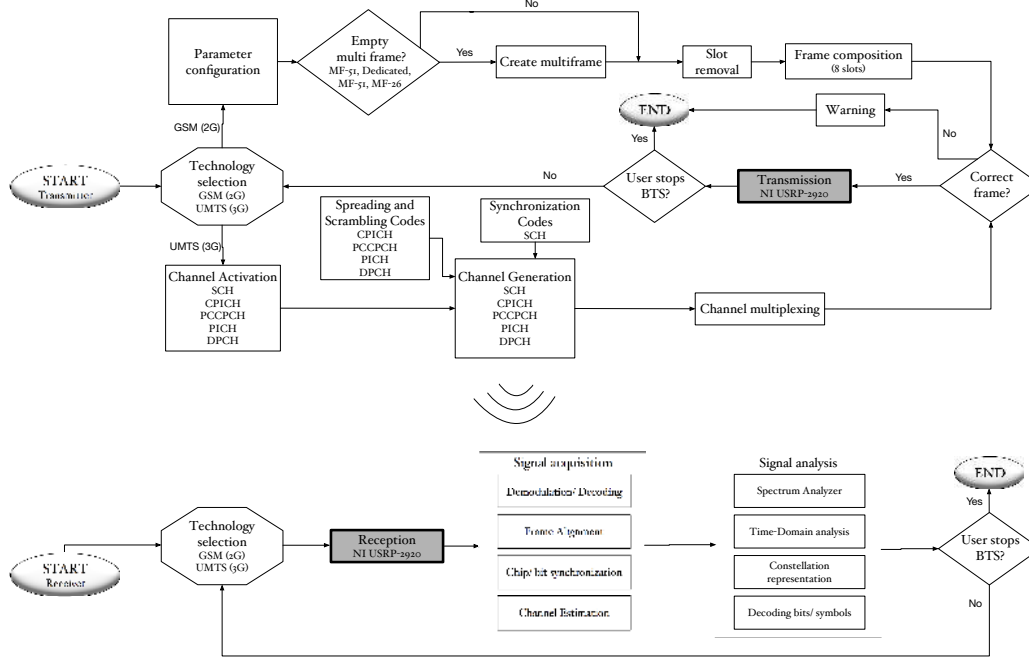 No
Parameter
configuration
Empty
multi frame?
MF-51, Dedicated,
MF-51, MF-26
Yes
Create multiframe
Slot
removal
Frame composition
(8 slots)
GSM (2G)
END
Warning
No
Yes
START
Transmitter
Technology
selection
GSM (2G)
UMTS (3G)
No
User stops
BTS?
Transmission
NI USRP-2920
Yes
Correct
frame?
UMTS (3G)
Spreading and
Scrambling Codes
CPICH
PCCPCH
PICH
DPCH
Synchronization
Codes
SCH
Channel Activation
SCH
CPICH
PCCPCH
PICH
DPCH
Channel Generation
SCH
CPICH
PCCPCH
PICH
DPCH
Channel multiplexing
Signal acquisition
Demodulation/ Decoding
Frame Alignment
Chip/ bit synchronization
Channel Estimation
Signal analysis
Spectrum Analyzer
Time-Domain analysis
Constellation
representation
Decoding bits/ symbols
END
Yes
START
Receiver
Technology
selection
GSM (2G)
UMTS (3G)
Reception
NI USRP-2920
User stops
BTS?
No